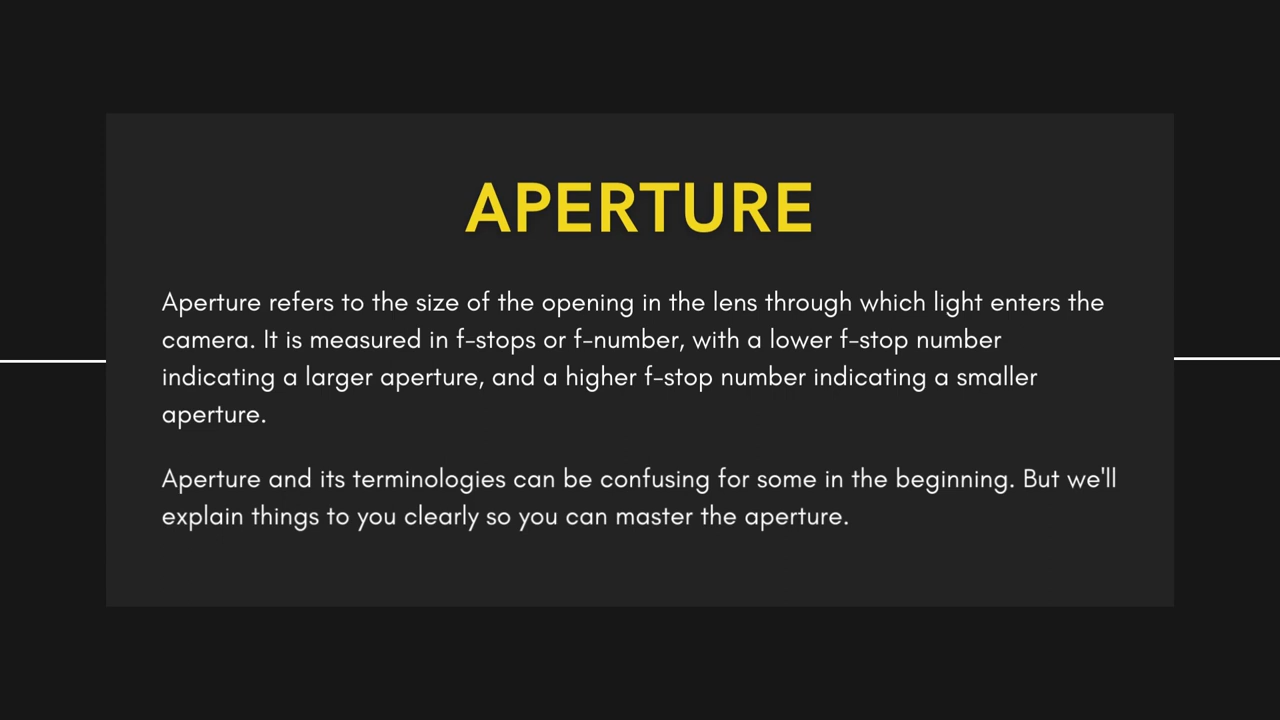 APERTURE
Aperture refers to the size of the opening in the lens through which light enters the
camera. It is measured in f-stops or f-number, with a lower f-stop number
indicating a larger aperture, and a higher f-stop number indicating a smaller
aperture.
Aperture and its terminologies can be confusing for some in the beginning. But we'll
explain things to you clearly so you can master the aperture.